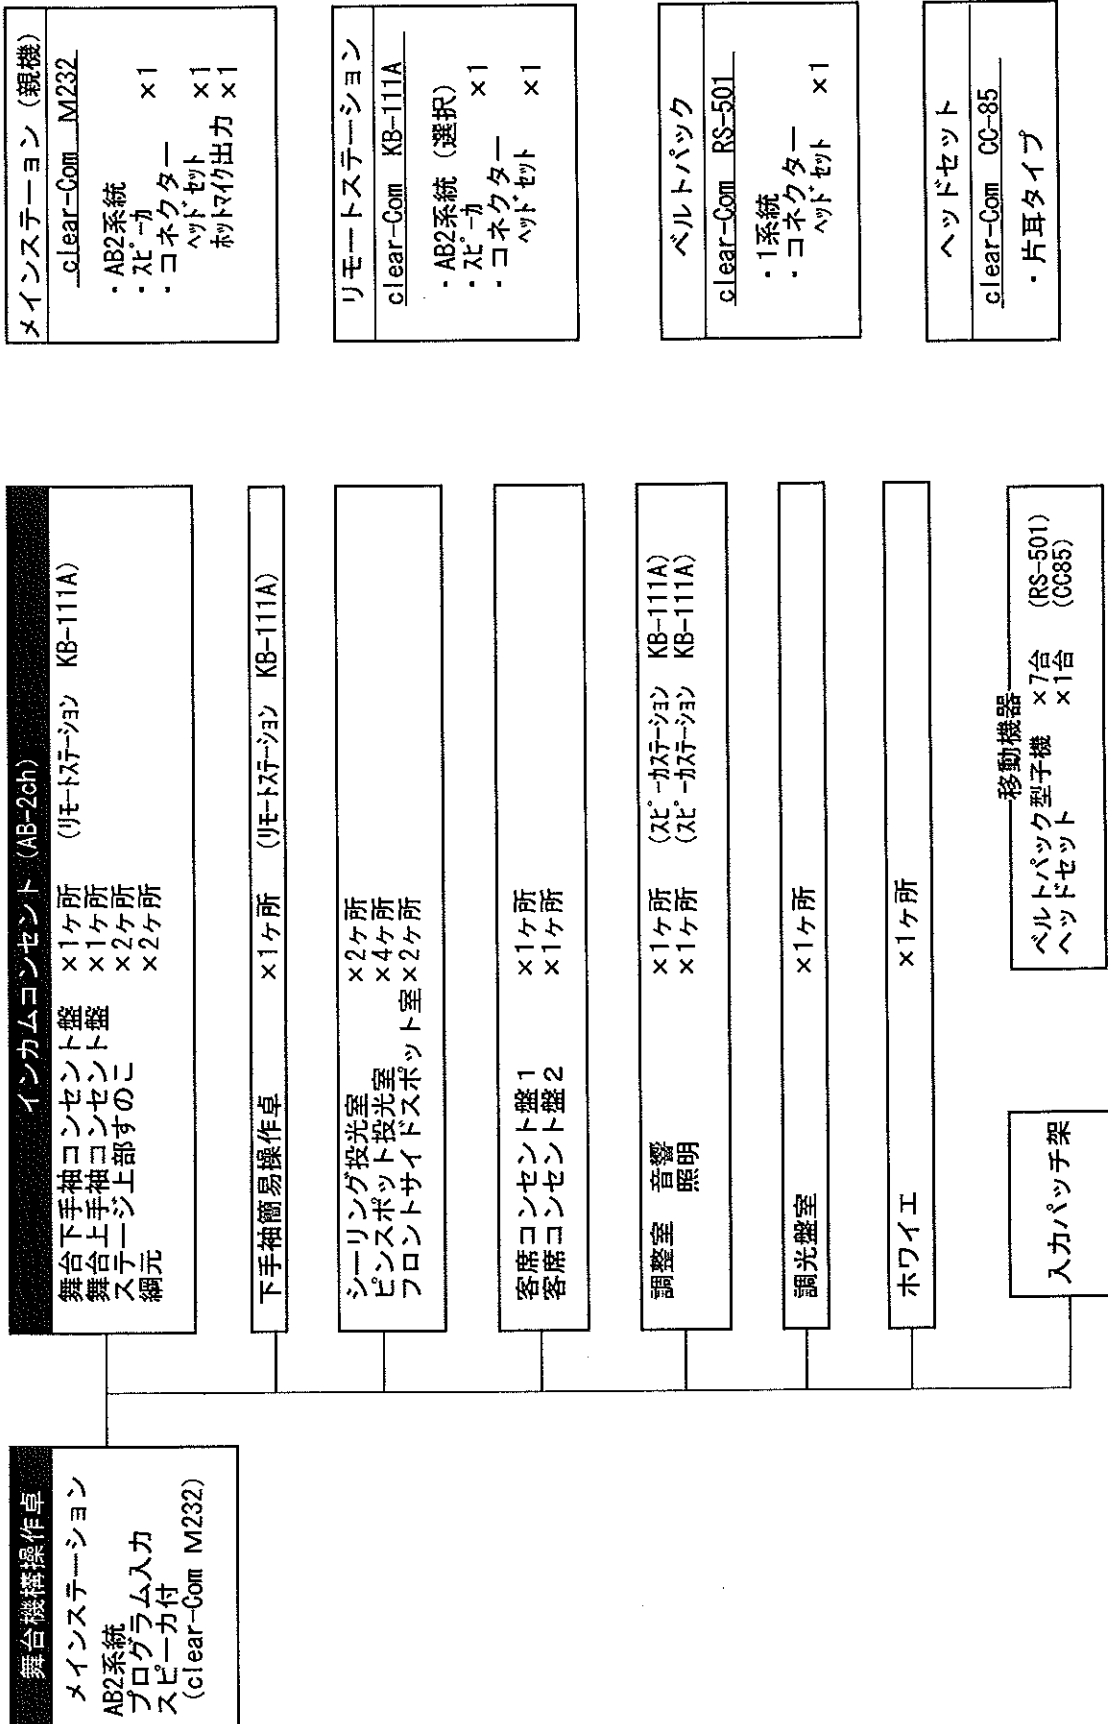 舞台機構操作卓
メインステーション
AB2系統
プログラム入力
スピーカ付
(clear-Com M232)
インカムコンセント (AB-2ch)
舞台下手袖コンセント盤 ×1ヶ所 (リモートステーション KB-111A)
舞台上手袖コンセント盤 ×1ヶ所
ステージ上部すのこ ×2ヶ所
綱元 ×2ヶ所
下手袖簡易操作卓 ×1ヶ所 (リモートステーション KB-111A)
シーリング投光室 ×2ヶ所
ピンスポット投光室 ×4ヶ所
フロントサイドスポット室×2ヶ所
客席コンセント盤1 ×1ヶ所
客席コンセント盤2 ×1ヶ所
調整室 音響 ×1ヶ所 (スピーカステーション KB-111A)
照明 ×1ヶ所 (スピーカステーション KB-111A)
調光盤室 ×1ヶ所
ホワイエ ×1ヶ所
入力パッチ架
移動機器
ベルトパック型子機 ×7台 (RS-501)
ヘッドセット ×1台 (CC85)
メインステーション (親機)
clear-Com M232
・AB2系統
・スピーカ ×1
・コネクター
ヘッドセット ×1
ホットマイク出力 ×1
リモートステーション
clear-Com KB-111A
・AB2系統 (選択)
・スピーカ ×1
・コネクター
ヘッドセット ×1
ベルトパック
clear-Com RS-501
・1系統
・コネクター
ヘッドセット ×1
ヘッドセット
clear-Com CC-85
・片耳タイプ